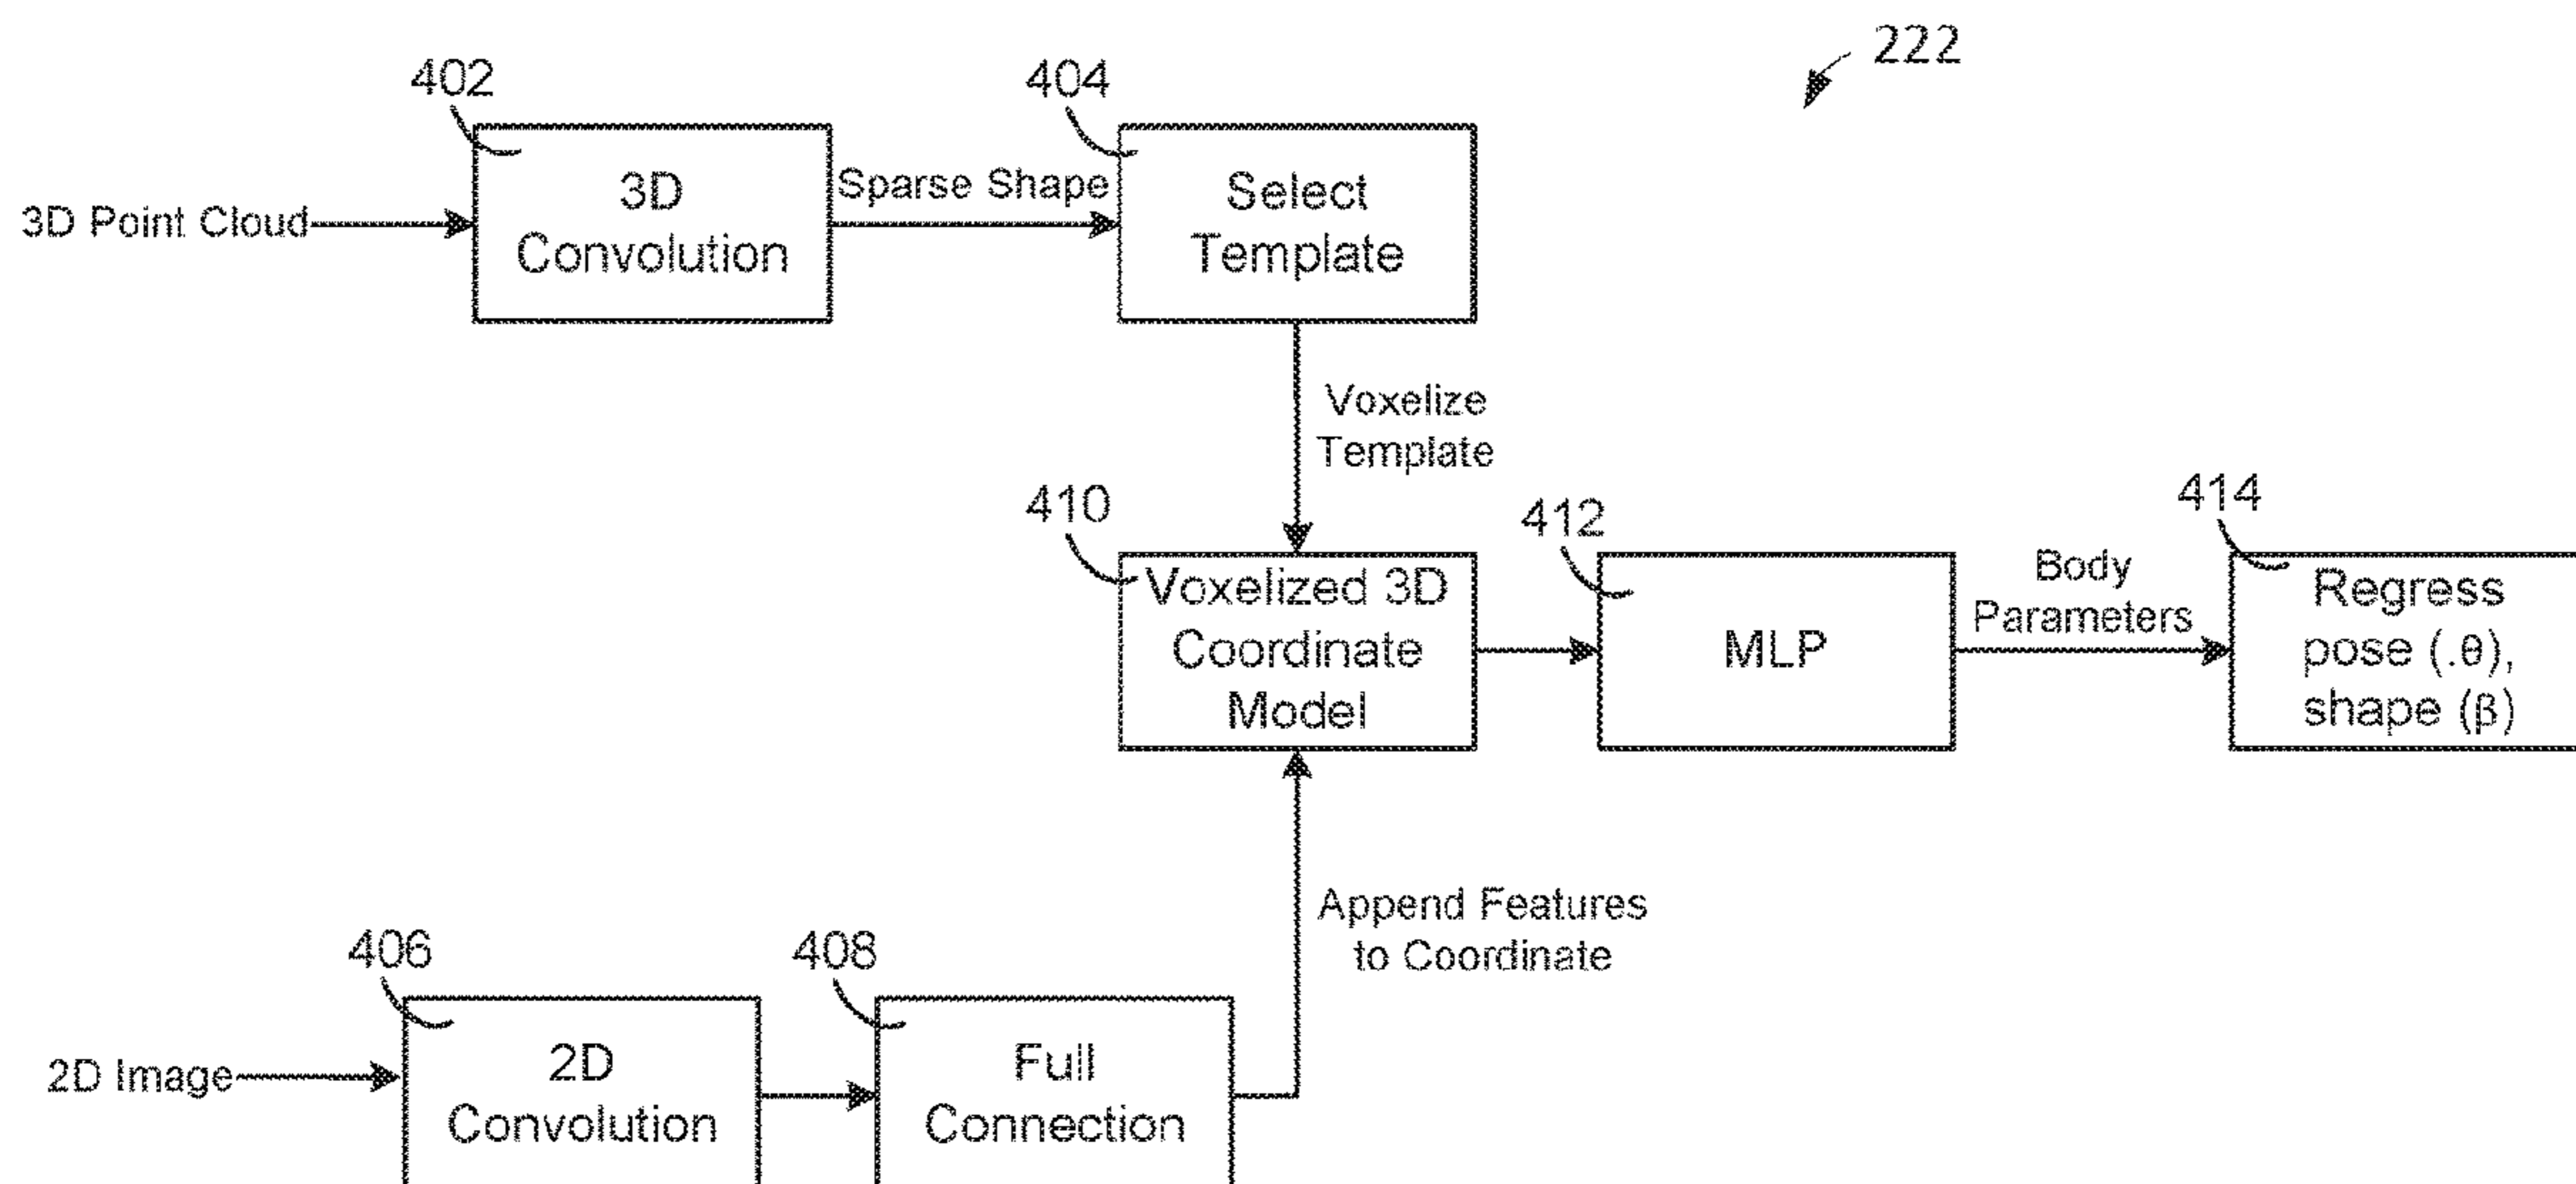 222
402
404
3D
Convolution
Sparse Shape
Select
Template
3D Point Cloud
Voxelize
Template
410
412
414
Voxelized 3D
Coordinate
Model
MLP
Body
Parameters
Regress
pose (.θ),
shape (β)
Append Features
to Coordinate
406
408
2D Image
2D
Convolution
Full
Connection